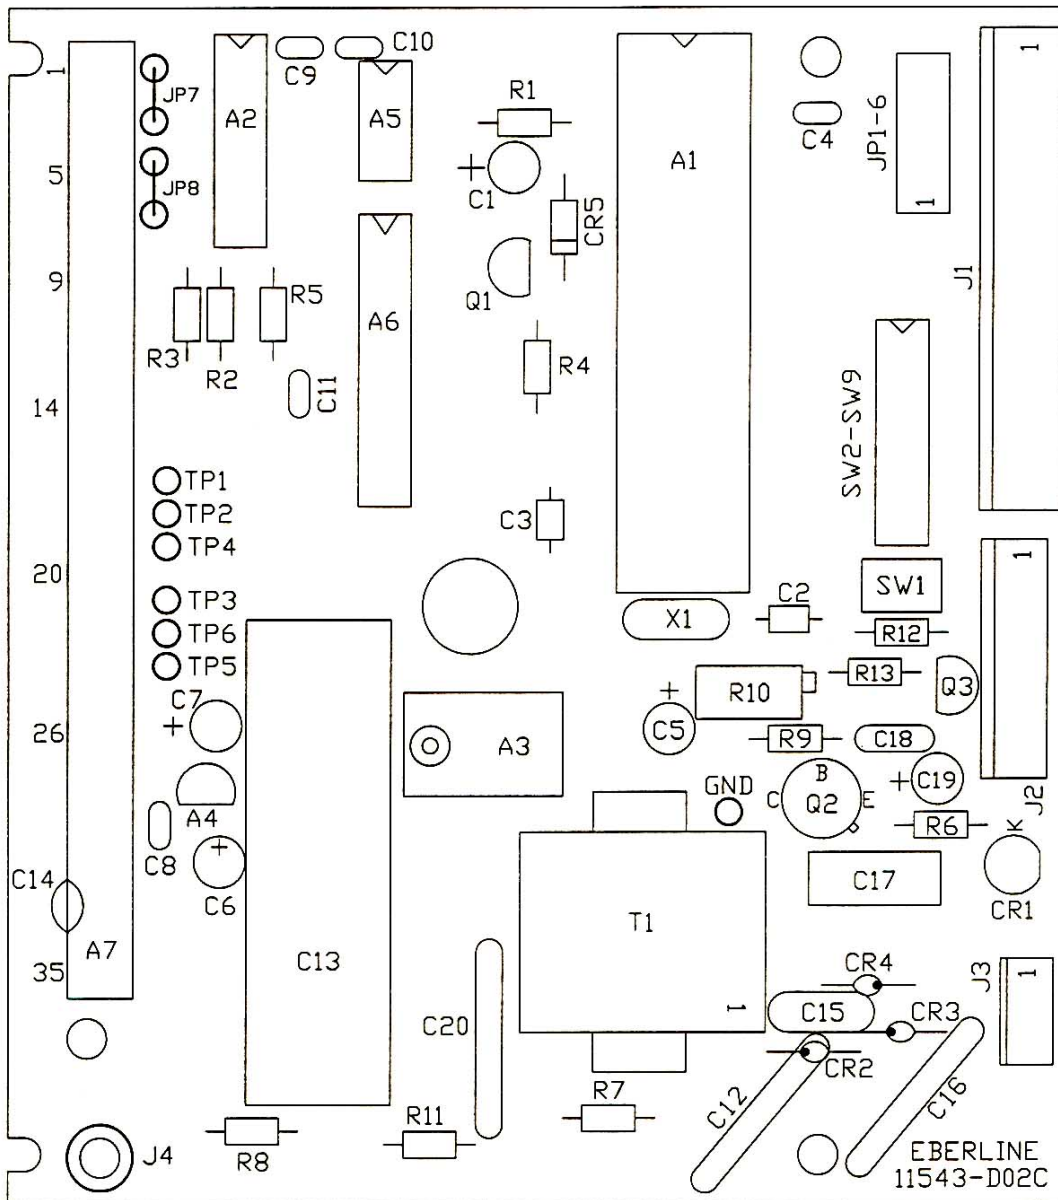 C10
C9
1
JP7
A2
A5
R1
C4
JP1-6
1
1
A1
5
JP8
C1
CR5
9
Q1
J1
R5
A6
R3
R2
R4
C11
14
SW2-SW9
TP1
TP2
C3
TP4
20
1
SW1
TP3
C2
X1
R12
TP6
TP5
R13
C7
R10
Q3
26
A3
C5
R9
C18
B
GND
C Q2 E
C19
A4
J2
R6
K
C8
C6
C14
C17
CR1
T1
A7
C13
35
CR4
J3
1
1
C15
C20
CR3
CR2
R7
C12
C16
R11
J4
R8
EBERLINE
11543-D02C